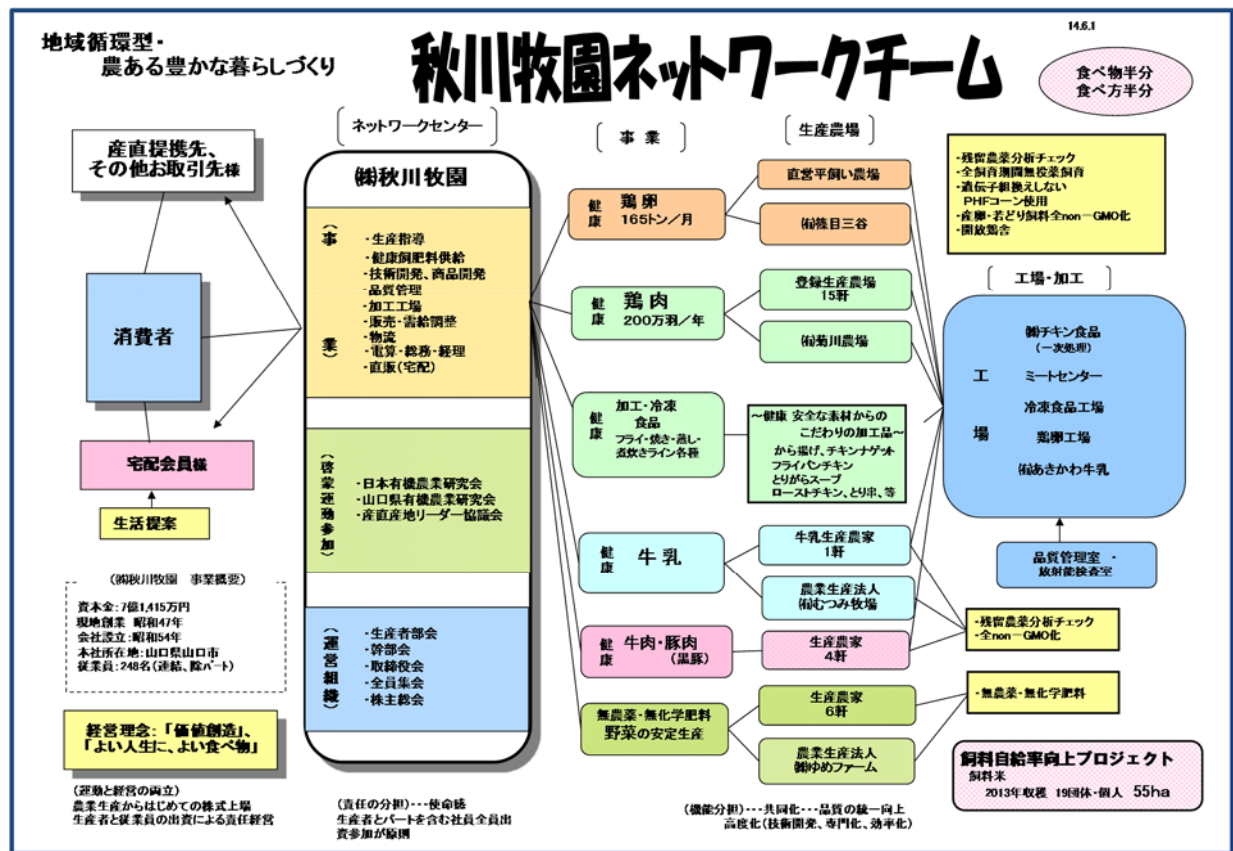 14.6.1
地域循環型・
農ある豊かな暮らしづくり
秋川牧園ネットワークチーム
食べ物半分
食べ方半分
ネットワークセンター
事 業
生産農場
産直提携先、
その他お取引先様
消費者
宅配会員様
生活提案
㈱秋川牧園
(事業)
・生産指導
・健康飼肥料供給
・技術開発、商品開発
・品質管理
・加工工場
・販売・需給調整
・物流
・電算・総務・経理
・直販(宅配)
(啓蒙運動参加)
・日本有機農業研究会
・山口県有機農業研究会
・産直産地リーダー協議会
(運営組織)
・生産者部会
・幹部会
・取締役会
・全員集会
・株主総会
健康
鶏 卵
165トン/月
健康
鶏 肉
200万羽/年
健康
加工・冷凍
食品
フライ・焼き・蒸し・
煮炊きライン各種
健康
牛 乳
健康
牛肉・豚肉
(黒豚)
無農薬・無化学肥料
野菜の安定生産
直営平飼い農場
㈲篠目三谷
登録生産農場
15軒
㈲菊川農場
~健康 安全な素材からの
こだわりの加工品~
から揚げ、チキンナゲット
フライパンチキン
とりがらスープ
ローストチキン、とり串、等
牛乳生産農家
1軒
農業生産法人
㈲むつみ牧場
生産農家
4軒
生産農家
6軒
農業生産法人
㈱ゆめファーム
・残留農薬分析チェック
・全飼育期間無投薬飼育
・遺伝子組換えしない
PHFコーン使用
・産卵・若どり飼料全non-GMO化
・開放鶏舎
工場・加工
工 場
㈱チキン食品
(一次処理)
ミートセンター
冷凍食品工場
鶏卵工場
㈲あきかわ牛乳
品質管理室 ・
放射能検査室
・残留農薬分析チェック
・全non-GMO化
・無農薬・無化学肥料
飼料自給率向上プロジェクト
飼料米
2013年収穫 19団体・個人 55ha
(㈱秋川牧園 事業概要)
資本金:7億1,415万円
現地創業 昭和47年
会社設立:昭和54年
本社所在地:山口県山口市
従業員:248名(連結、除パート)
経営理念:「価値創造」、
「よい人生に、よい食べ物」
(運動と経営の両立)
農業生産からはじめての株式上場
生産者と従業員の出資による責任経営
(責任の分担)---使命感
生産者とパートを含む社員全員出
資参加が原則
(機能分担)---共同化---品質の統一向上
高度化(技術開発、専門化、効率化)